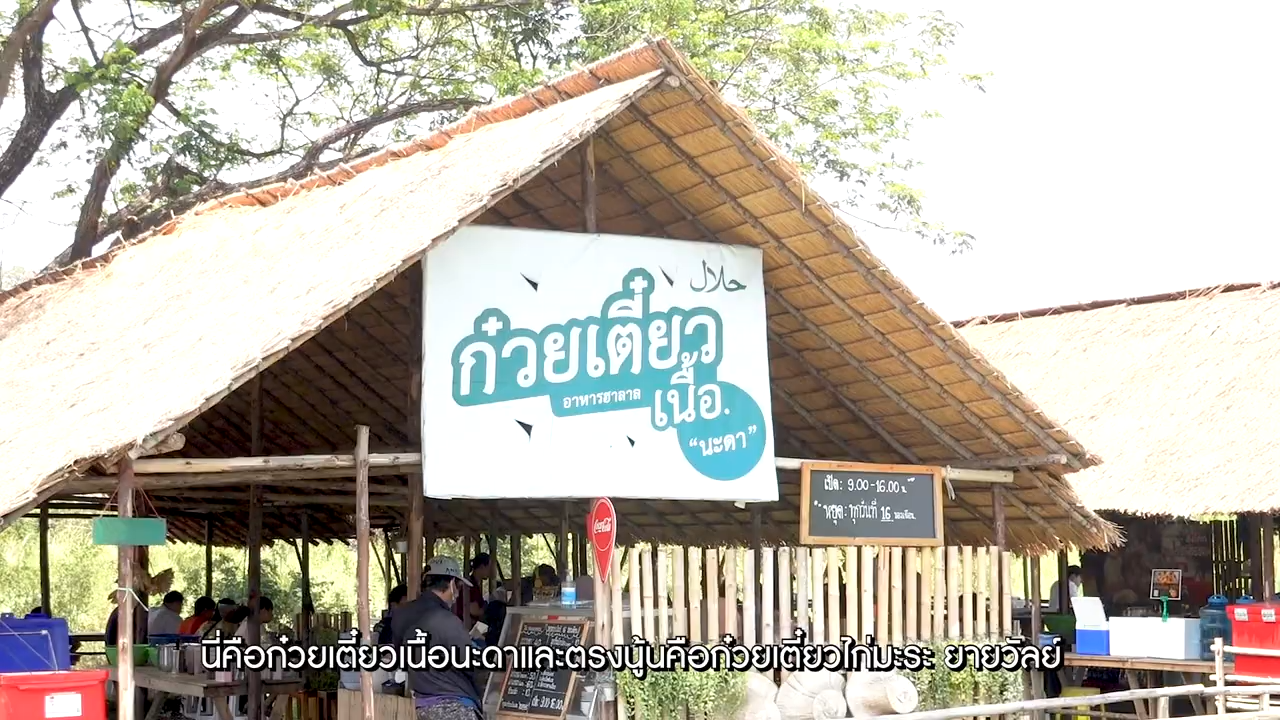 حلال
ก๋วยเตี๋ยว
อาหารฮาลาล
เนื้อ.
"นะดา"
เปิด: 9.00-16.00 น.
หยุด: ทุกวันที่ 16 ของเดือน.
Coca-Cola
นี่คือก๋วยเตี๋ยวเนื้อนะดาและตรงนู้นคือก๋วยเตี๋ยวไก่มะระ ยายวัลย์